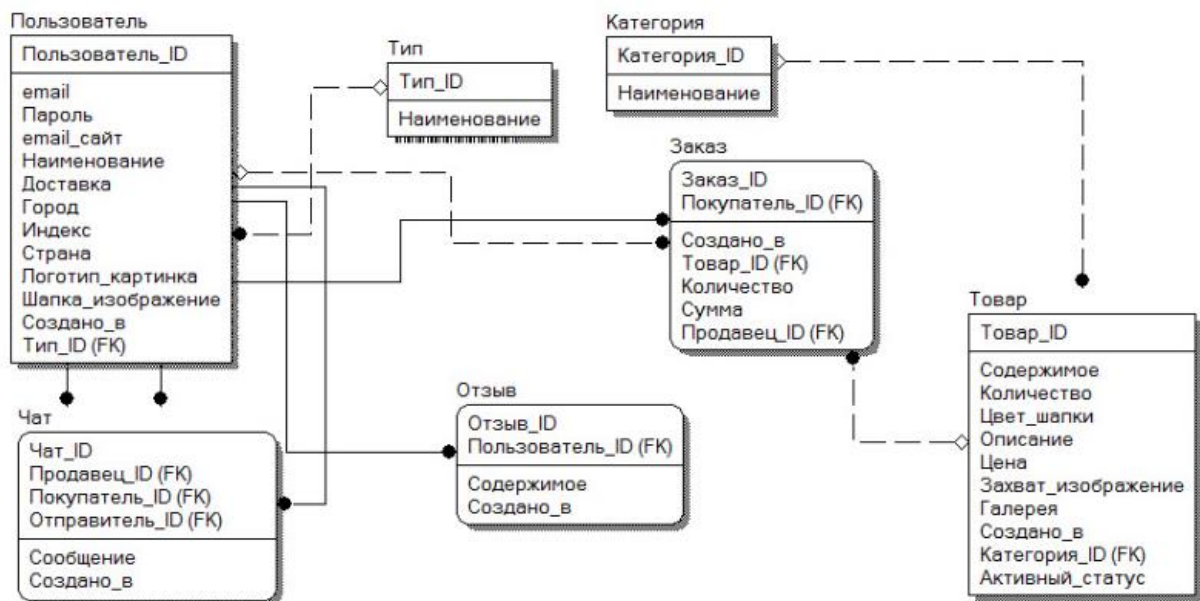 Пользователь
Пользователь_ID
email
Пароль
email_сайт
Наименование
Доставка
Город
Индекс
Страна
Логотип_картинка
Шапка_изображение
Создано_в
Тип_ID (FK)
Тип
Тип_ID
Наименование
Категория
Категория_ID
Наименование
Заказ
Заказ_ID
Покупатель_ID (FK)
Создано_в
Товар_ID (FK)
Количество
Сумма
Продавец_ID (FK)
Товар
Товар_ID
Содержимое
Количество
Цвет_шапки
Описание
Цена
Захват_изображение
Галерея
Создано_в
Категория_ID (FK)
Активный_статус
Отзыв
Отзыв_ID
Пользователь_ID (FK)
Содержимое
Создано_в
Чат
Чат_ID
Продавец_ID (FK)
Покупатель_ID (FK)
Отправитель_ID (FK)
Сообщение
Создано_в